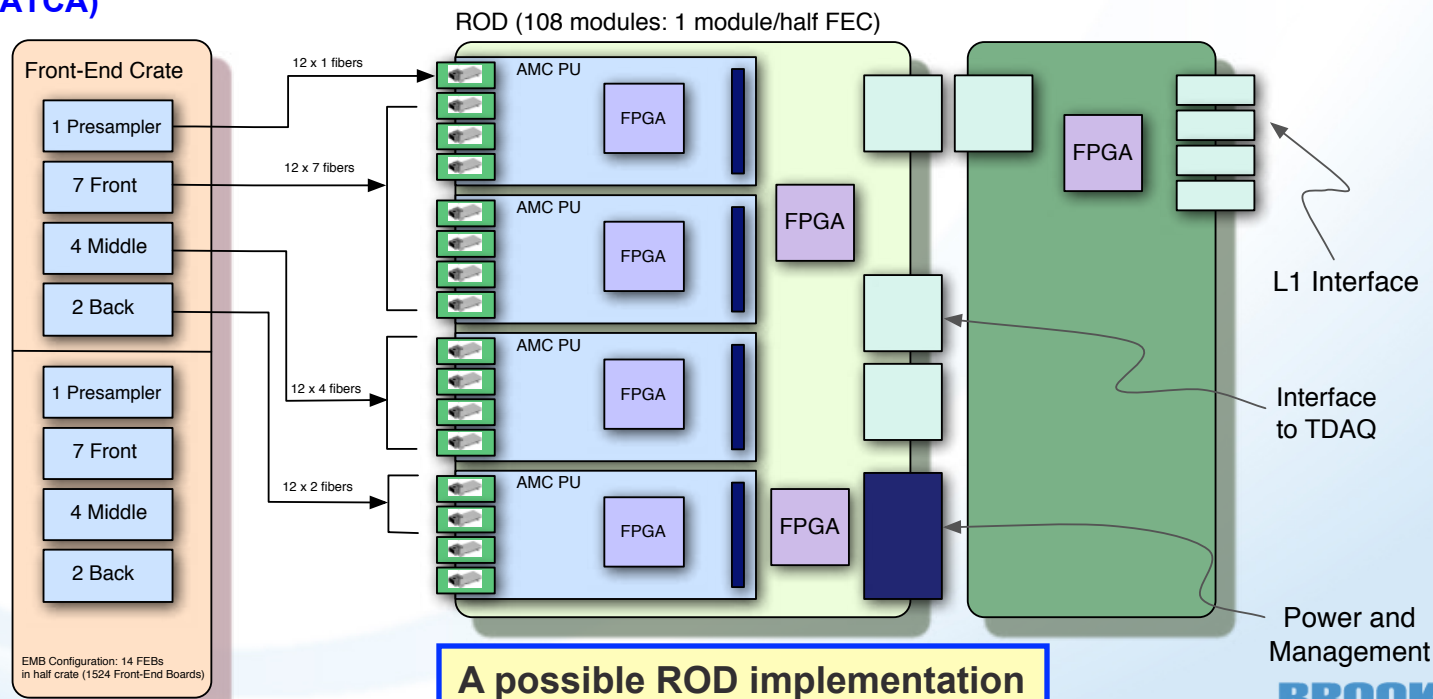 ATCA)
ROD (108 modules: 1 module/half FEC)
Front-End Crate
1 Presampler
7 Front
4 Middle
2 Back
1 Presampler
7 Front
4 Middle
2 Back
EMB Configuration: 14 FEBs
in half crate (1524 Front-End Boards)
12 x 1 fibers
12 x 7 fibers
12 x 4 fibers
12 x 2 fibers
AMC PU
FPGA
AMC PU
FPGA
AMC PU
FPGA
AMC PU
FPGA
FPGA
FPGA
FPGA
L1 Interface
Interface
to TDAQ
Power and
Management
A possible ROD implementation
BROOK